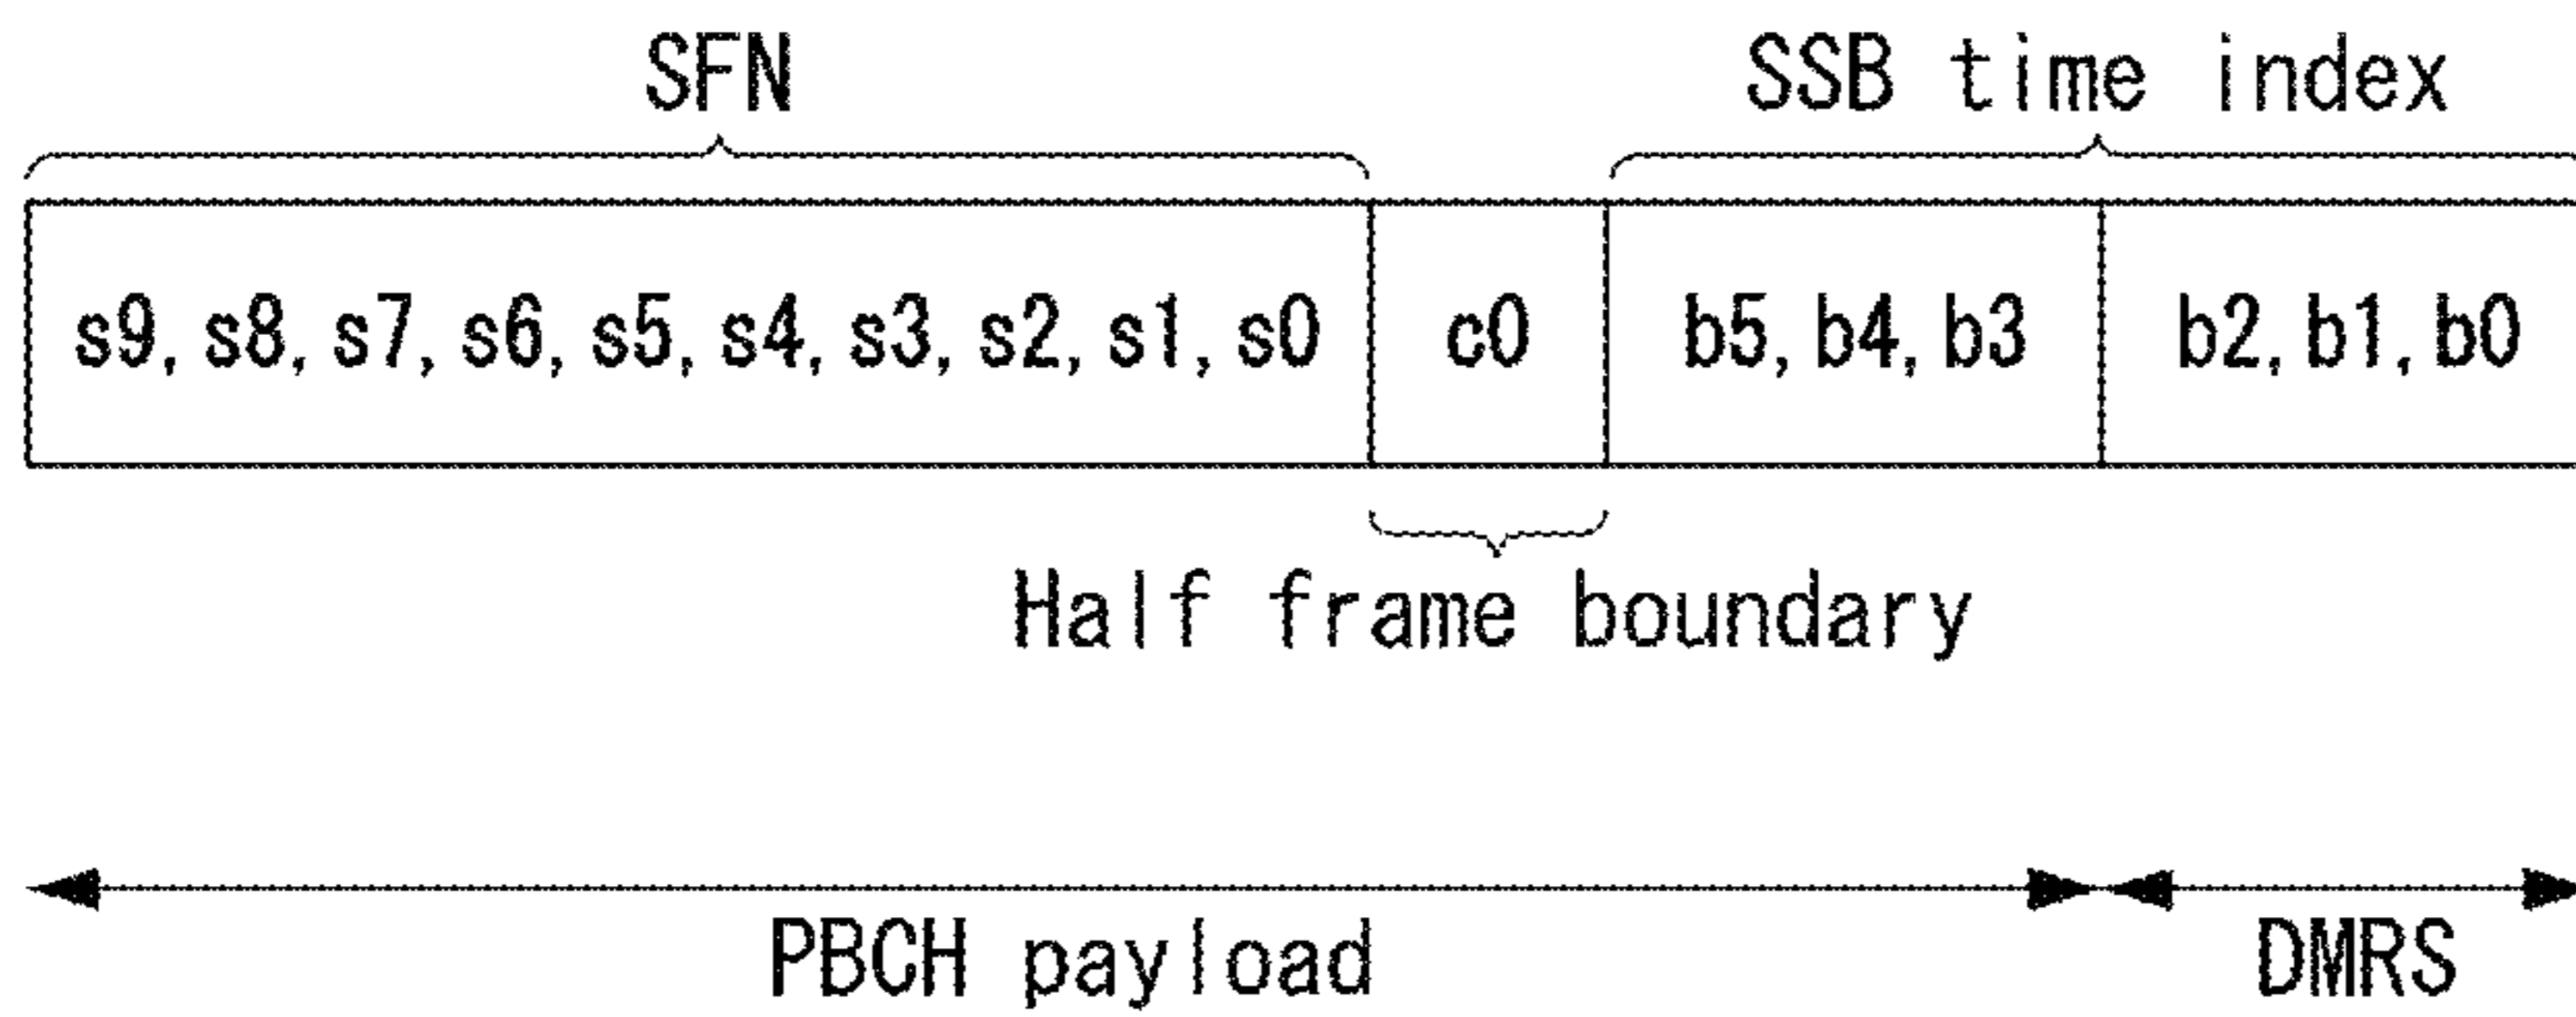 SFN SSB time index
s9, s8, s7, s6, s5, s4, s3, s2, s1, s0 c0 b5, b4, b3 b2, b1, b0
Half frame boundary
PBCH payload DMRS